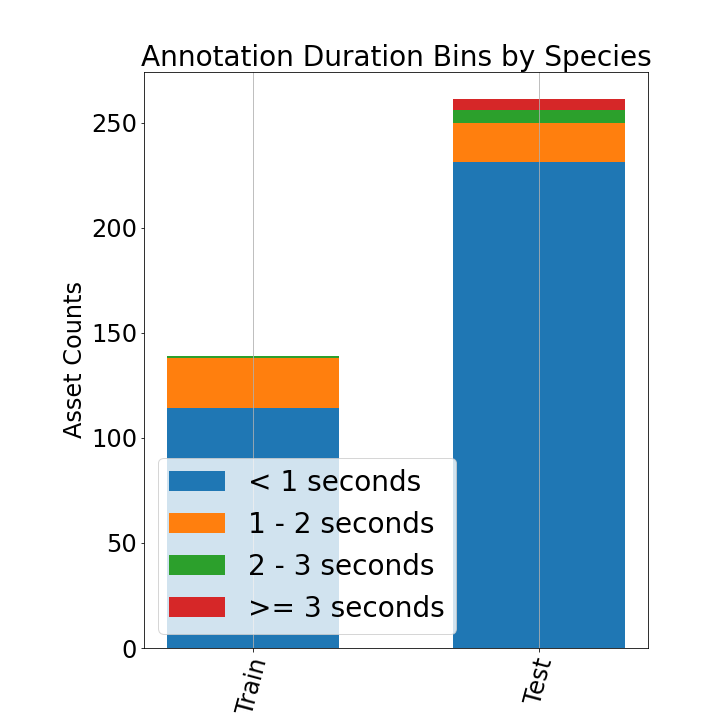 Annotation Duration Bins by Species
Asset Counts
250
200
150
100
50
0
< 1 seconds
1 - 2 seconds
2 - 3 seconds
>= 3 seconds
Train
Test